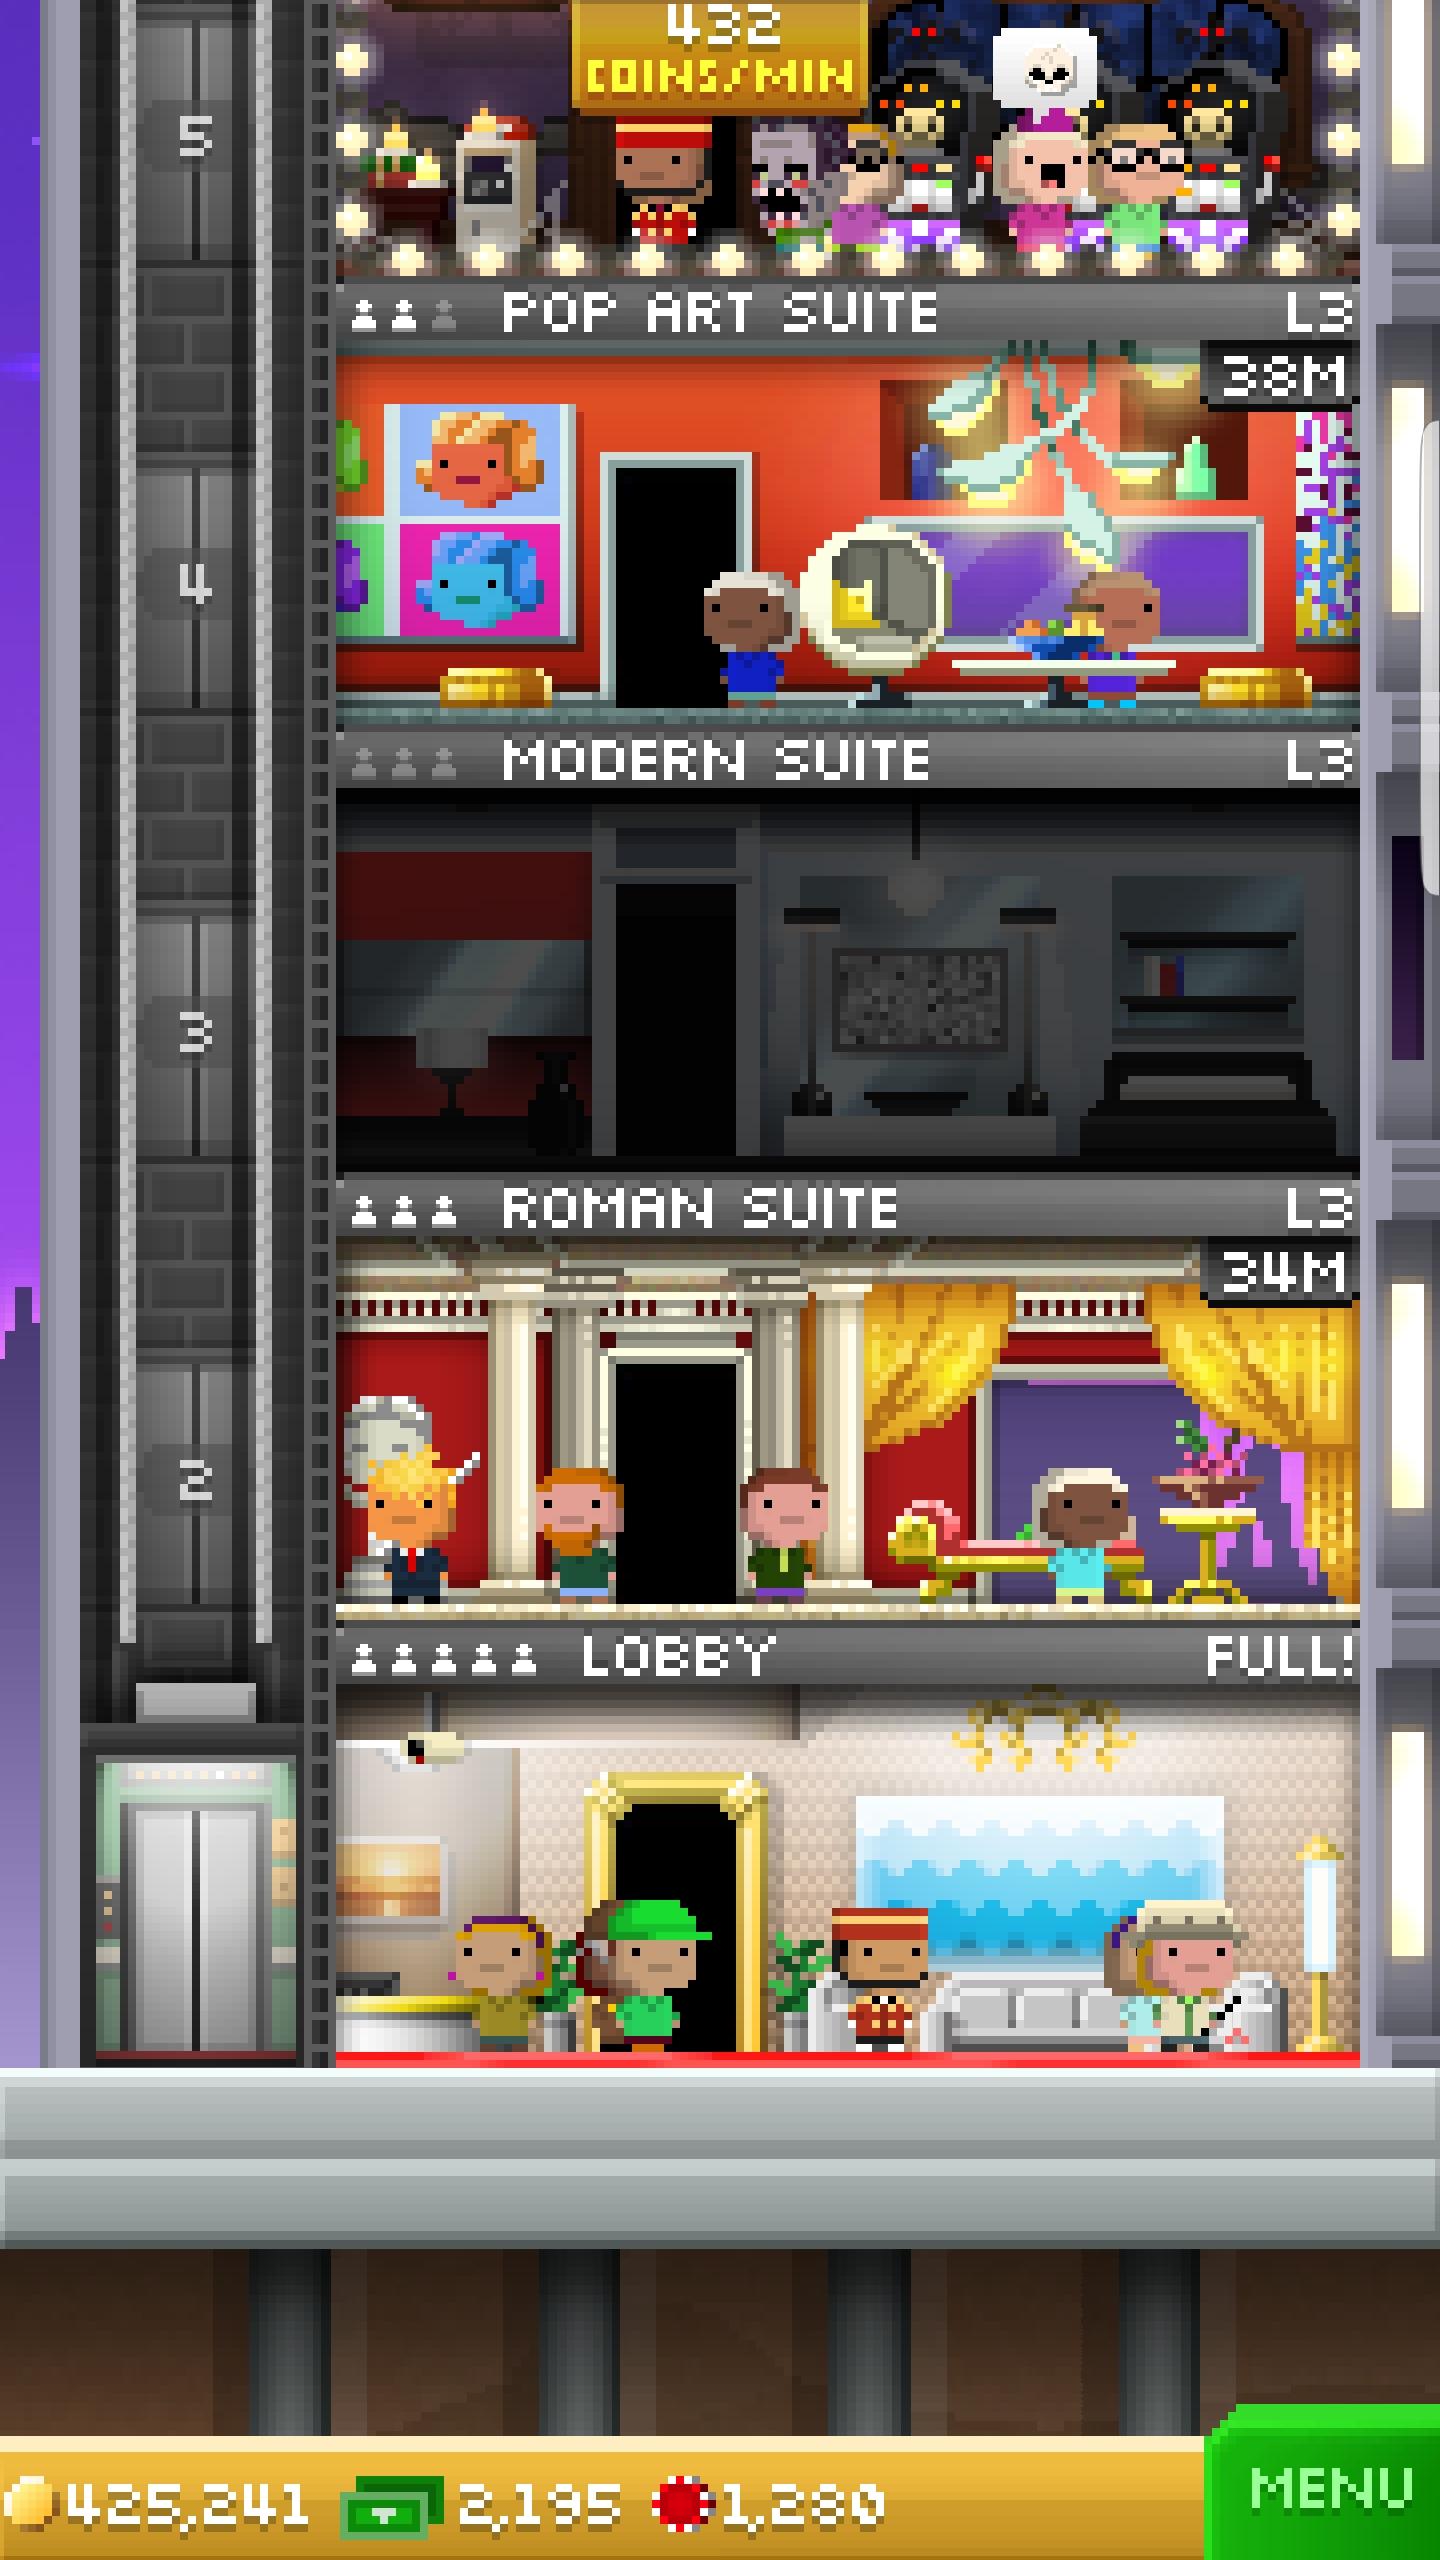 432
COINS/MIN
5
POP ART SUITE L3
38M
4
MODERN SUITE L3
3
ROMAN SUITE L3
34M
2
LOBBY FULL!
425,241 2,195 1,280 MENU